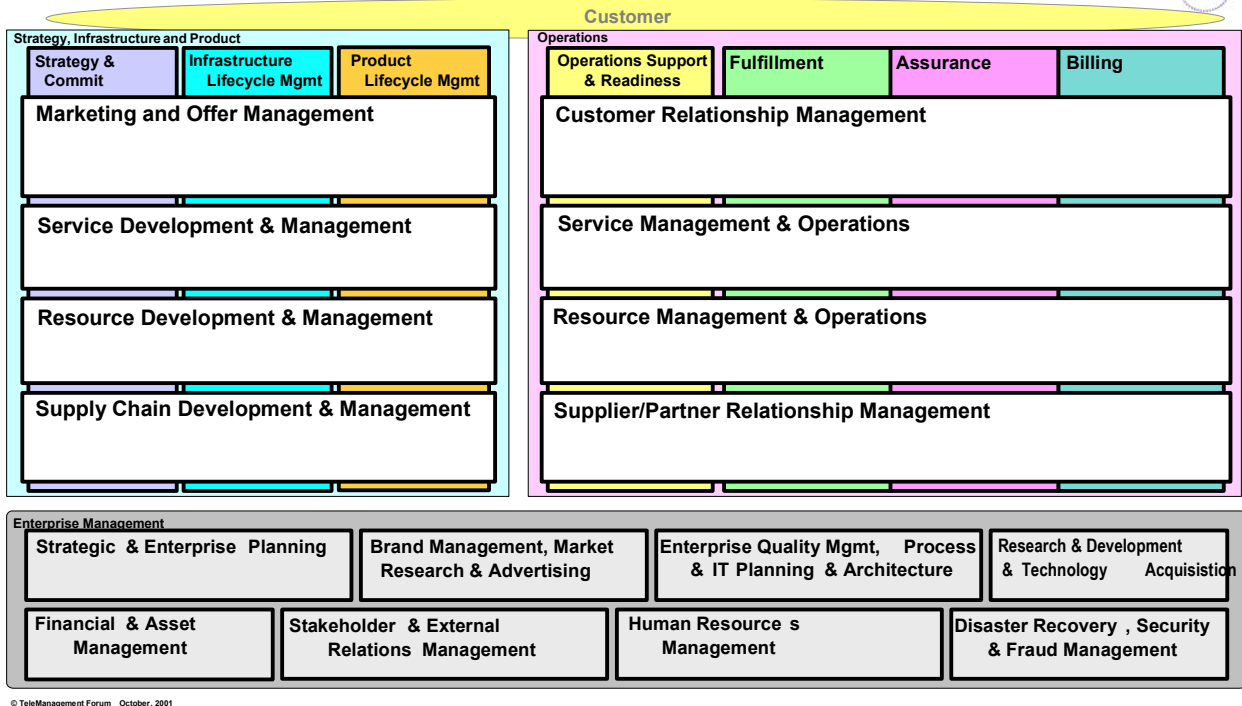 Customer
Strategy, Infrastructure and Product
Strategy &
Commit
Infrastructure
Lifecycle Mgmt
Product
Lifecycle Mgmt
Marketing and Offer Management
Service Development & Management
Resource Development & Management
Supply Chain Development & Management
Operations
Operations Support
& Readiness
Fulfillment
Assurance
Billing
Customer Relationship Management
Service Management & Operations
Resource Management & Operations
Supplier/Partner Relationship Management
Enterprise Management
Strategic & Enterprise Planning
Brand Management, Market
Research & Advertising
Enterprise Quality Mgmt, Process
& IT Planning & Architecture
Research & Development
& Technology Acquisistion
Financial & Asset
Management
Stakeholder & External
Relations Management
Human Resource s
Management
Disaster Recovery , Security
& Fraud Management
© TeleManagement Forum October, 2001